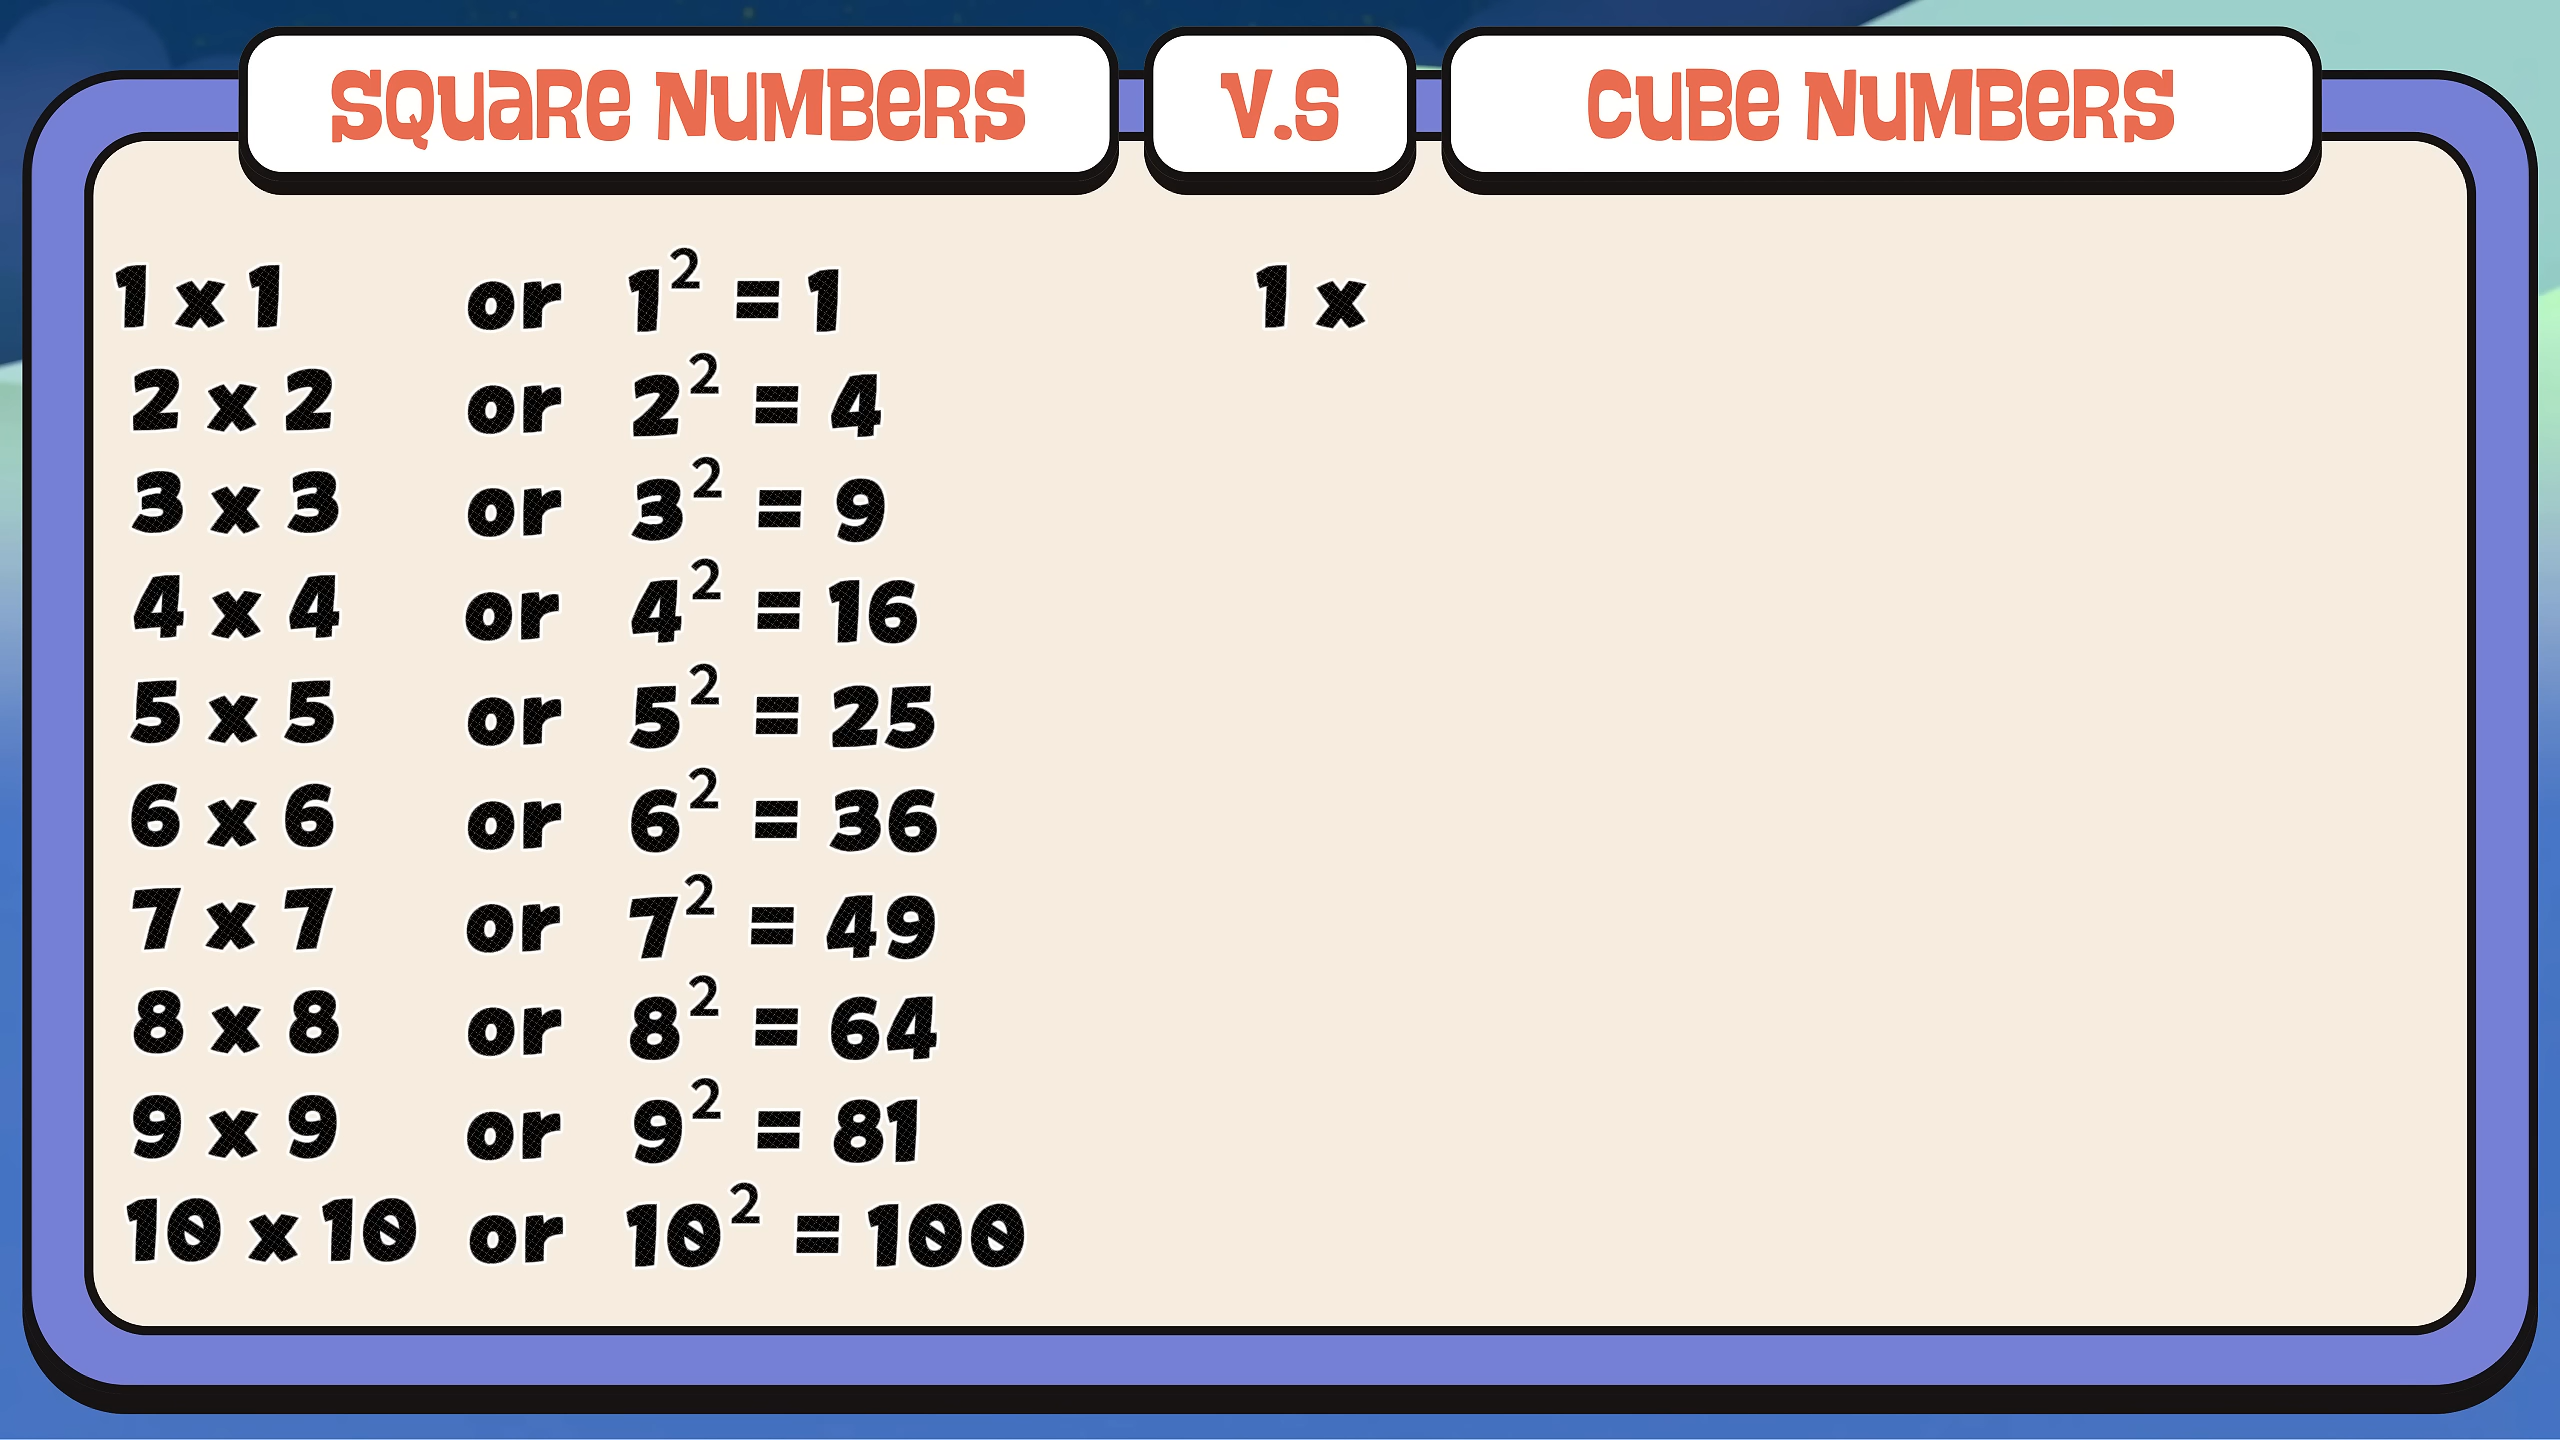 SQUARE NUMBERS V.S CUBE NUMBERS
1 x 1 or 1² = 1 1 x
2 x 2 or 2² = 4
3 x 3 or 3² = 9
4 x 4 or 4² = 16
5 x 5 or 5² = 25
6 x 6 or 6² = 36
7 x 7 or 7² = 49
8 x 8 or 8² = 64
9 x 9 or 9² = 81
10 x 10 or 10² = 100